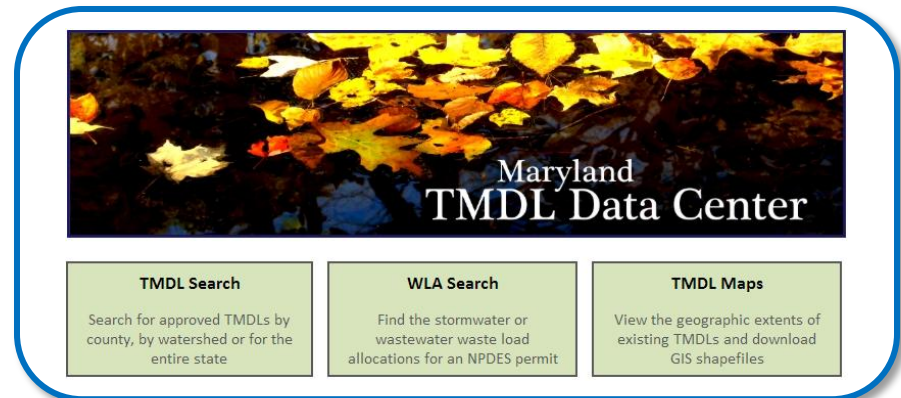 Maryland
TMDL Data Center
TMDL Search
Search for approved TMDLs by
county, by watershed or for the
entire state
WLA Search
Find the stormwater or
wastewater waste load
allocations for an NPDES permit
TMDL Maps
View the geographic extents of
existing TMDLs and download
GIS shapefiles